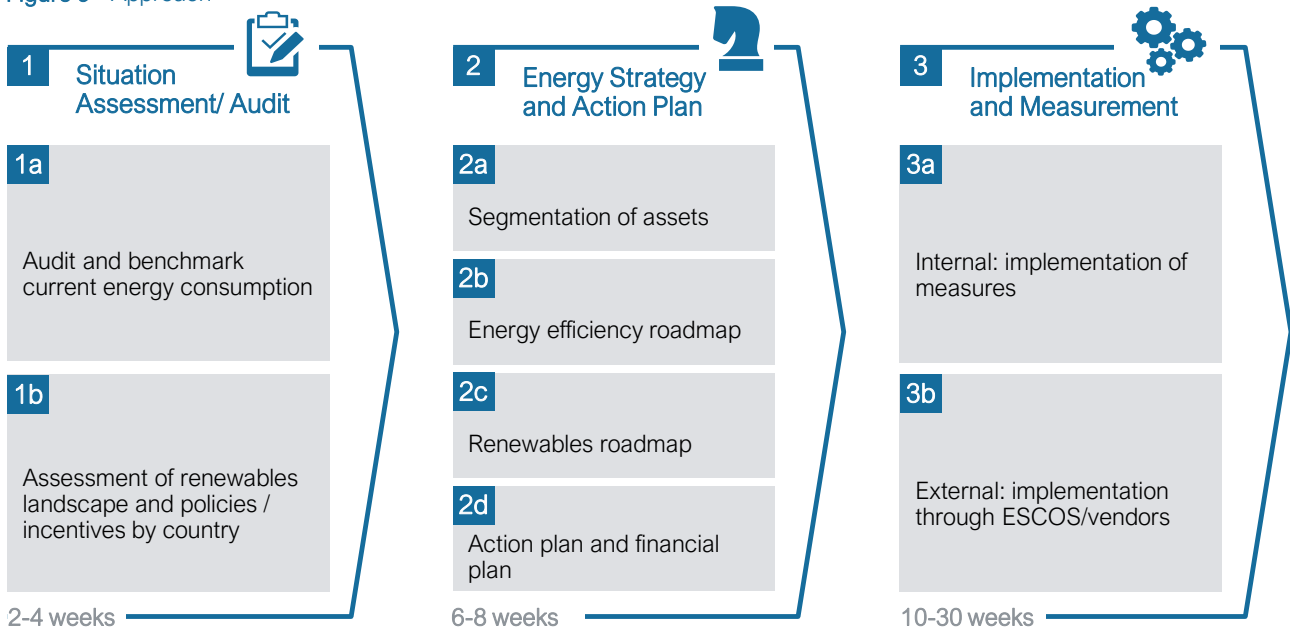 Approach
1
Situation
Assessment/ Audit
1a
Audit and benchmark
current energy consumption
1b
Assessment of renewables
landscape and policies /
incentives by country
2-4 weeks
2
Energy Strategy
and Action Plan
2a
Segmentation of assets
2b
Energy efficiency roadmap
2c
Renewables roadmap
2d
Action plan and financial
plan
6-8 weeks
3
Implementation
and Measurement
3a
Internal: implementation of
measures
3b
External: implementation
through ESCOS/vendors
10-30 weeks